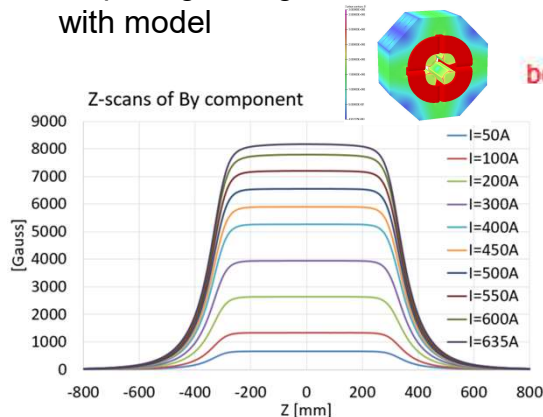 with model
Z-scans of By component
[Gauss]
9000
8000
7000
6000
5000
4000
3000
2000
1000
0
-800
-600
-400
-200
0
200
400
600
800
Z [mm]
I=50A
I=100A
I=200A
I=300A
I=400A
I=450A
I=500A
I=550A
I=600A
I=635A